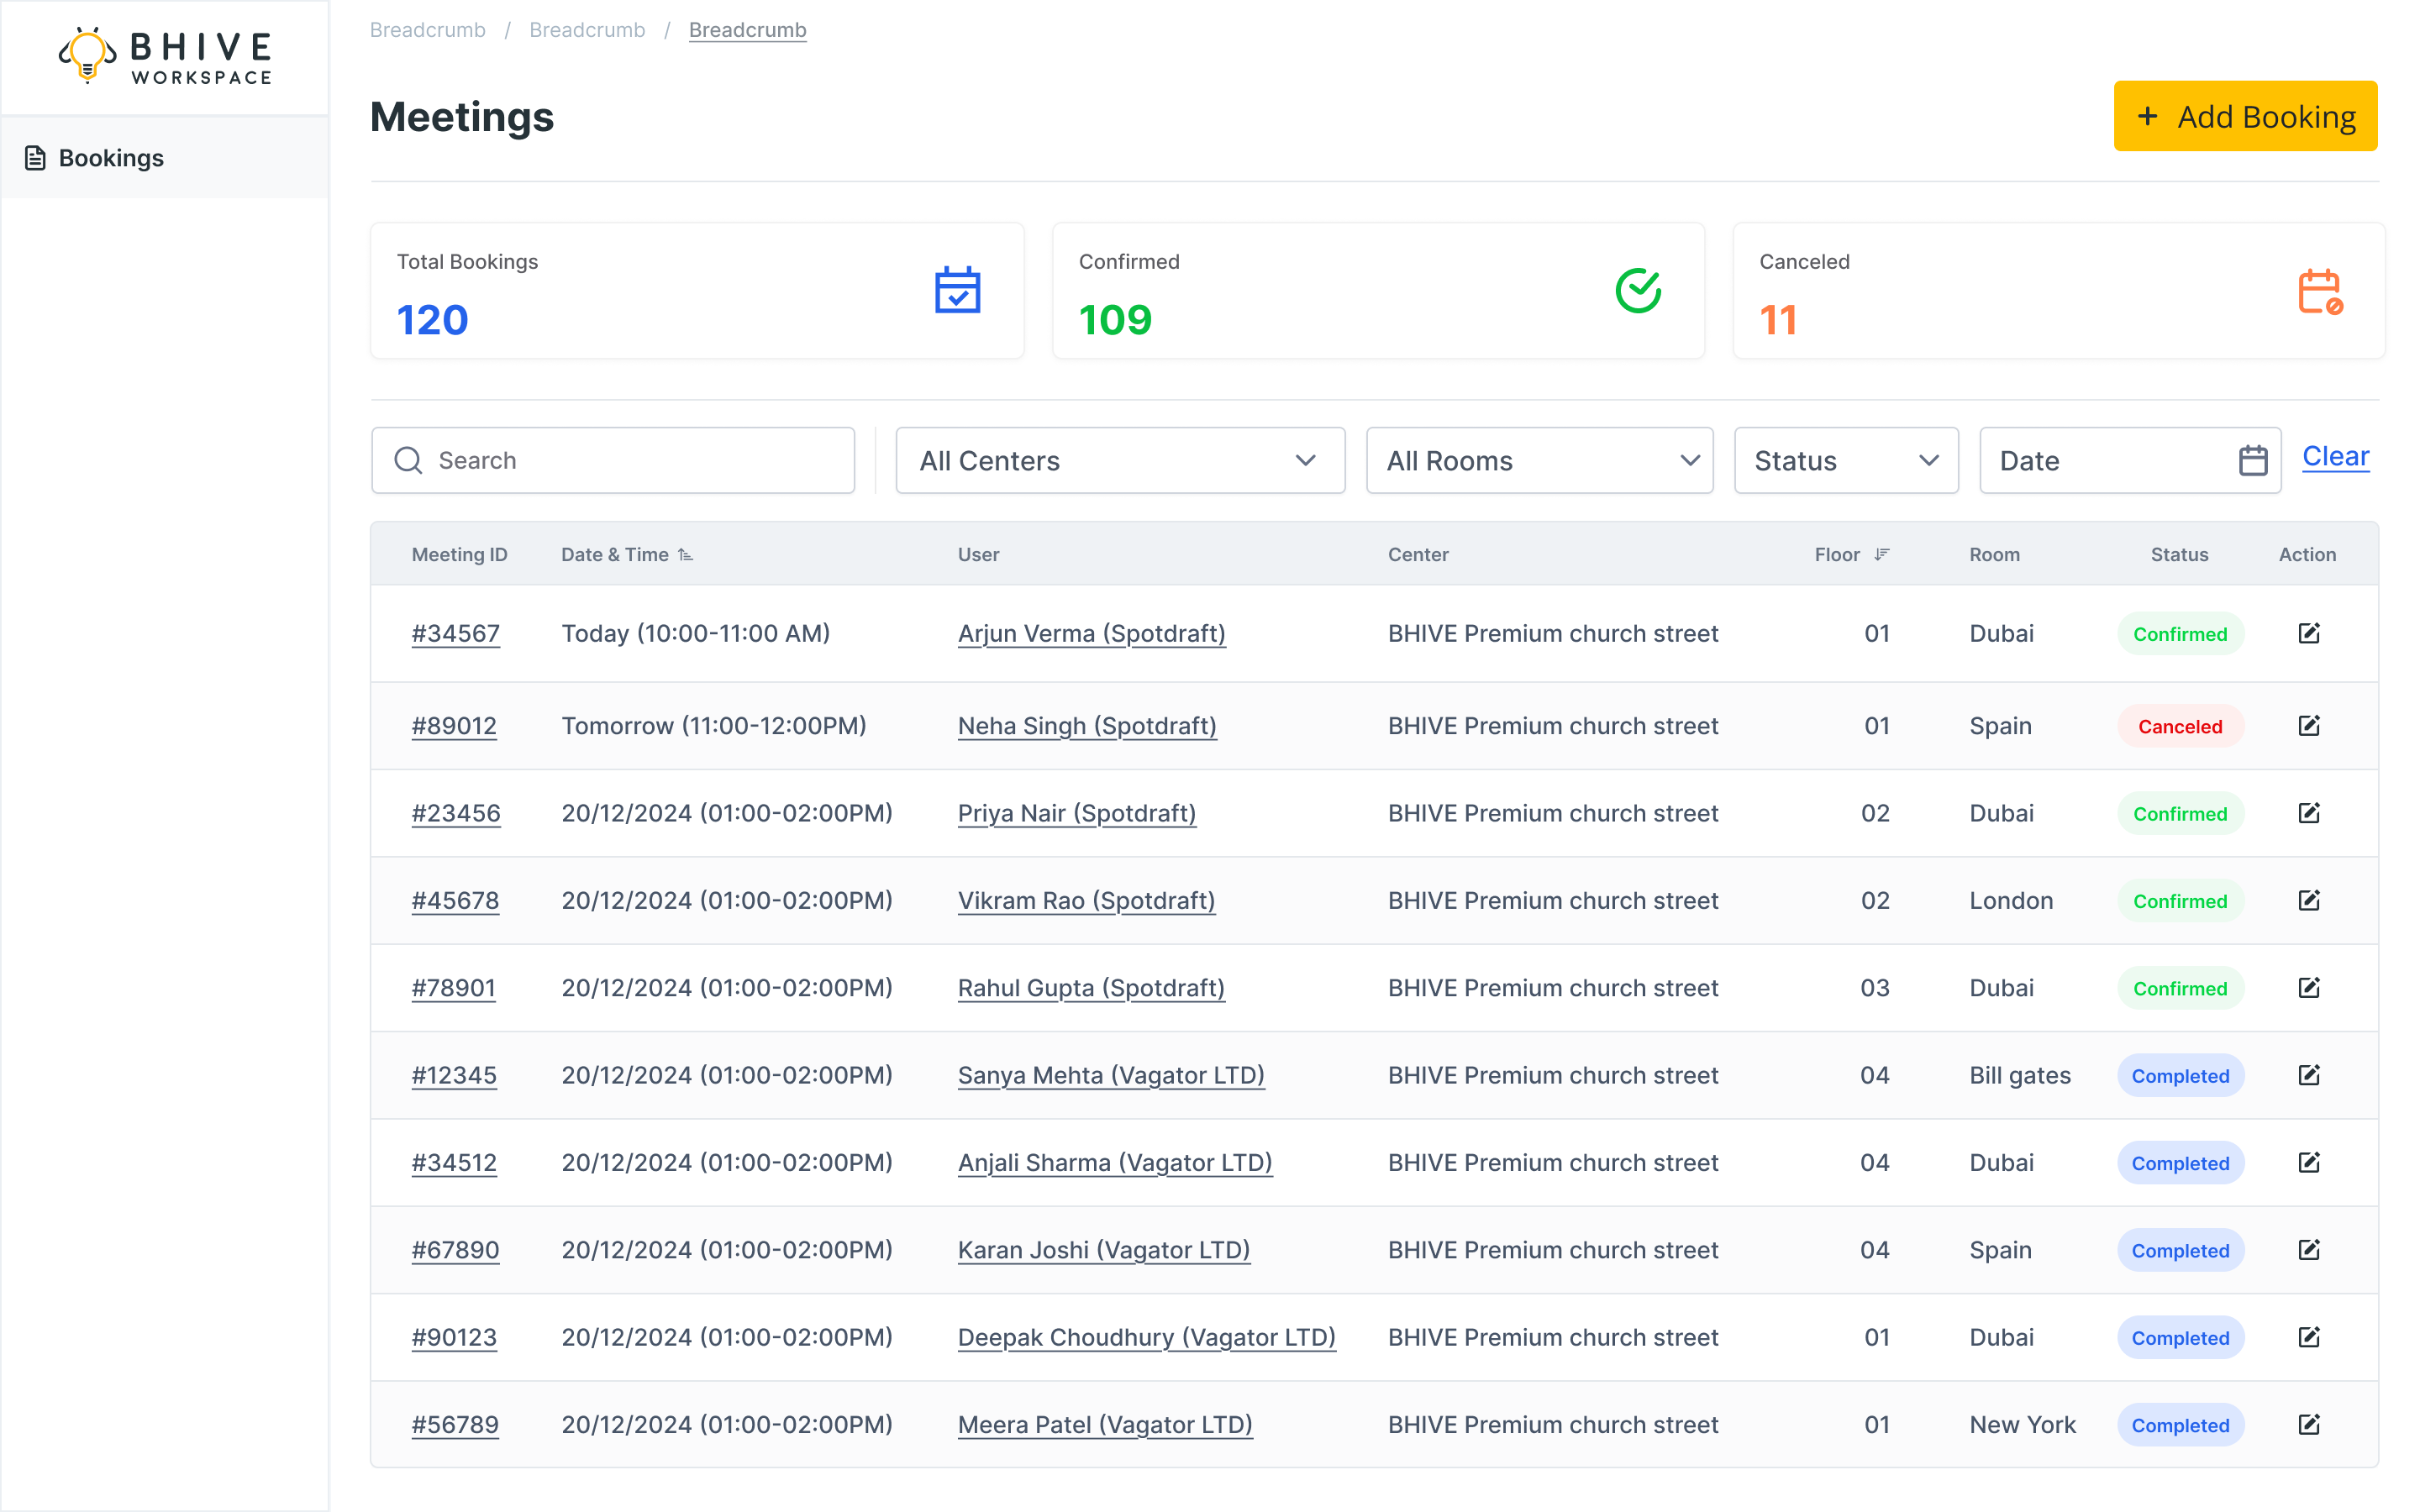 BHIVE
WORKSPACE
Bookings
Breadcrumb / Breadcrumb / Breadcrumb
Meetings
+ Add Booking
Total Bookings
120
Confirmed
109
Canceled
11
Search
All Centers
All Rooms
Status
Date
Clear
Meeting ID Date & Time User Center Floor Room Status Action
#34567 Today (10:00-11:00 AM) Arjun Verma (Spotdraft) BHIVE Premium church street 01 Dubai Confirmed
#89012 Tomorrow (11:00-12:00PM) Neha Singh (Spotdraft) BHIVE Premium church street 01 Spain Canceled
#23456 20/12/2024 (01:00-02:00PM) Priya Nair (Spotdraft) BHIVE Premium church street 02 Dubai Confirmed
#45678 20/12/2024 (01:00-02:00PM) Vikram Rao (Spotdraft) BHIVE Premium church street 02 London Confirmed
#78901 20/12/2024 (01:00-02:00PM) Rahul Gupta (Spotdraft) BHIVE Premium church street 03 Dubai Confirmed
#12345 20/12/2024 (01:00-02:00PM) Sanya Mehta (Vagator LTD) BHIVE Premium church street 04 Bill gates Completed
#34512 20/12/2024 (01:00-02:00PM) Anjali Sharma (Vagator LTD) BHIVE Premium church street 04 Dubai Completed
#67890 20/12/2024 (01:00-02:00PM) Karan Joshi (Vagator LTD) BHIVE Premium church street 04 Spain Completed
#90123 20/12/2024 (01:00-02:00PM) Deepak Choudhury (Vagator LTD) BHIVE Premium church street 01 Dubai Completed
#56789 20/12/2024 (01:00-02:00PM) Meera Patel (Vagator LTD) BHIVE Premium church street 01 New York Completed